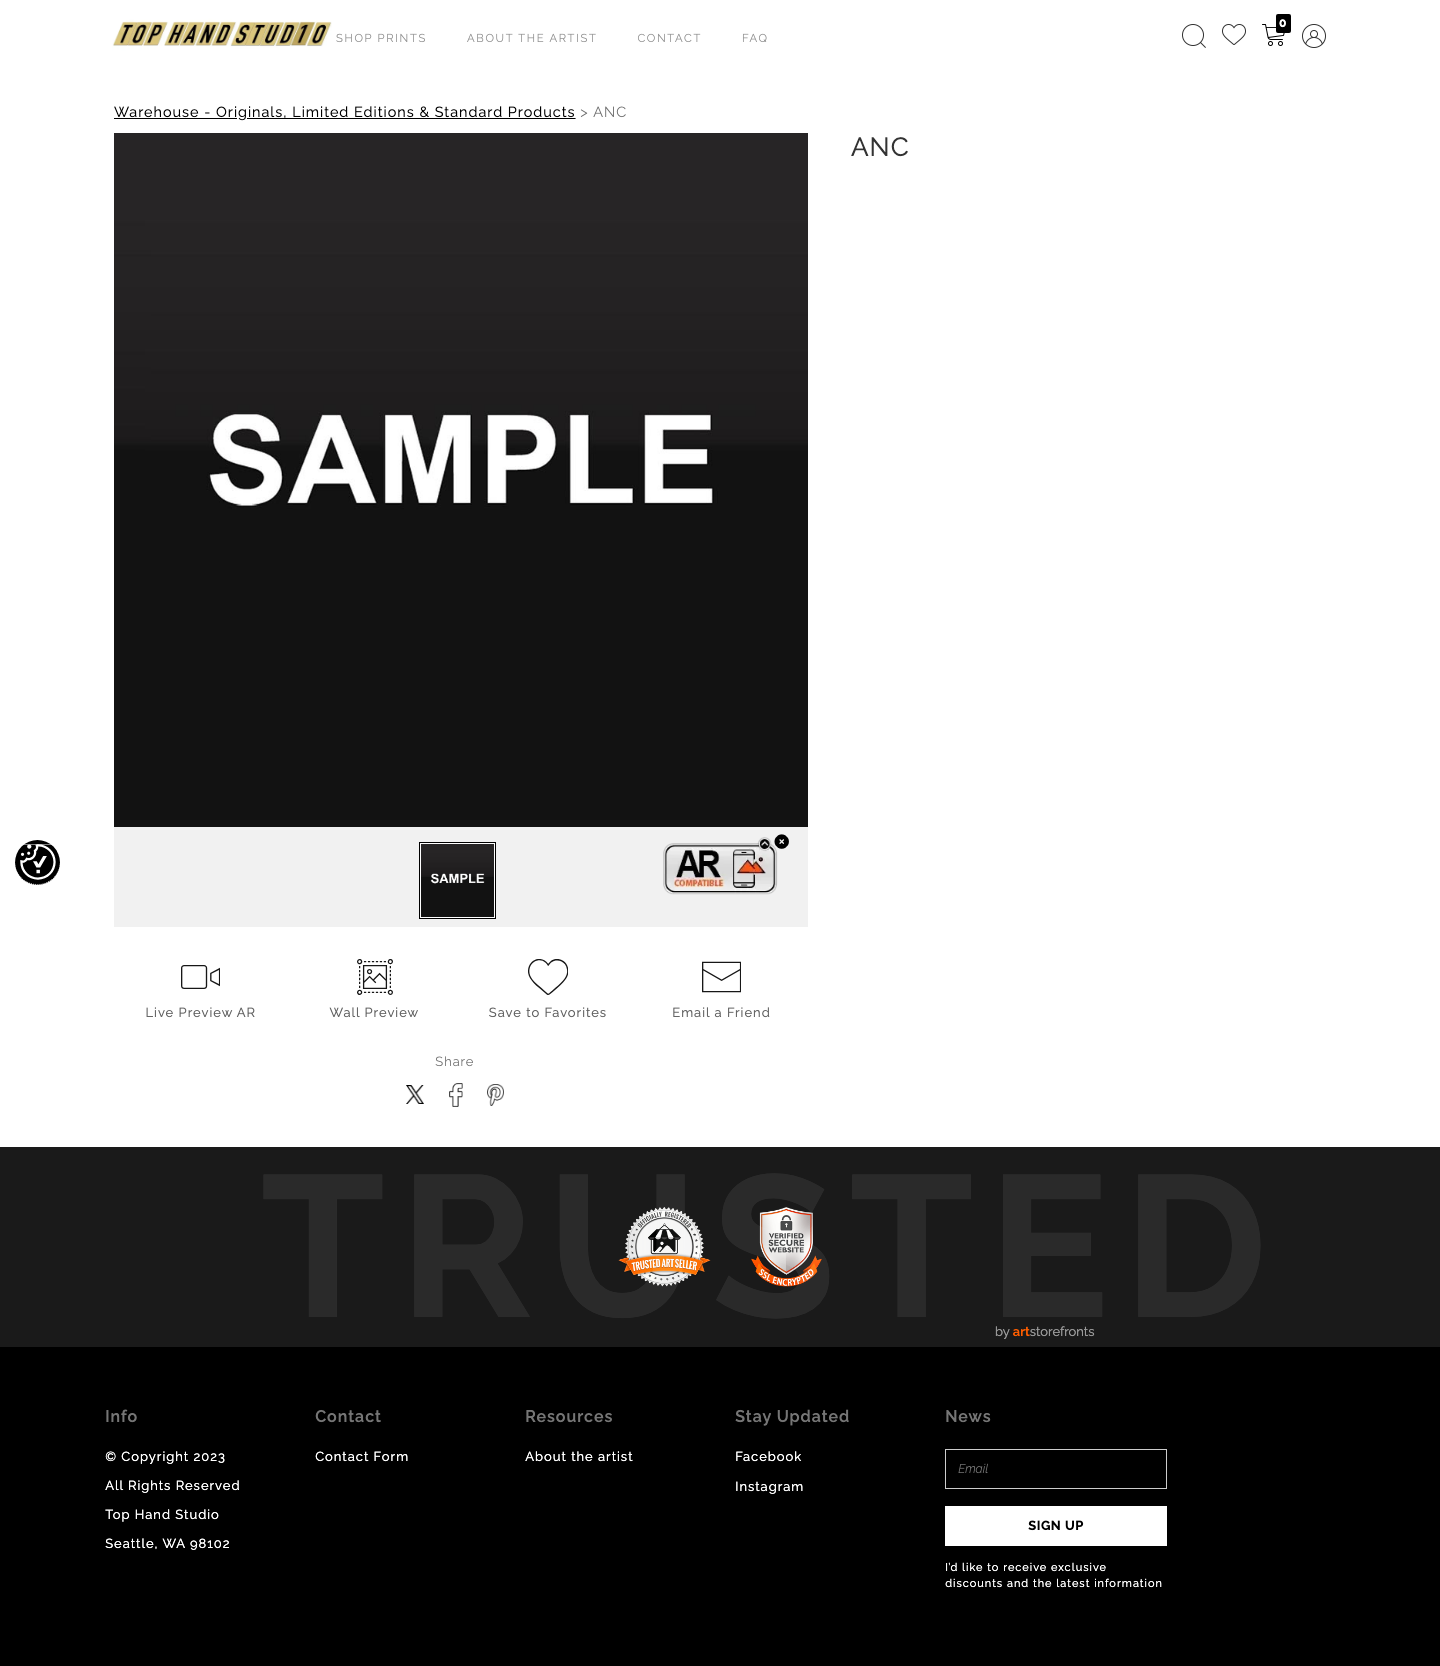 TOP HAND STUD10
SHOP PRINTS
ABOUT THE ARTIST
CONTACT
FAQ
0
Warehouse - Originals, Limited Editions & Standard Products > ANC
ANC
SAMPLE
SAMPLE
AR
COMPATIBLE
Live Preview AR
Wall Preview
Save to Favorites
Email a Friend
Share
TRUSTED
OFFICIALLY REGISTERED
TRUSTED ART SELLER
VERIFIED
SECURE
WEBSITE
SSL ENCRYPTED
by artstorefronts
Info
© Copyright 2023
All Rights Reserved
Top Hand Studio
Seattle, WA 98102
Contact
Contact Form
Resources
About the artist
Stay Updated
Facebook
Instagram
News
Email
SIGN UP
I'd like to receive exclusive
discounts and the latest information